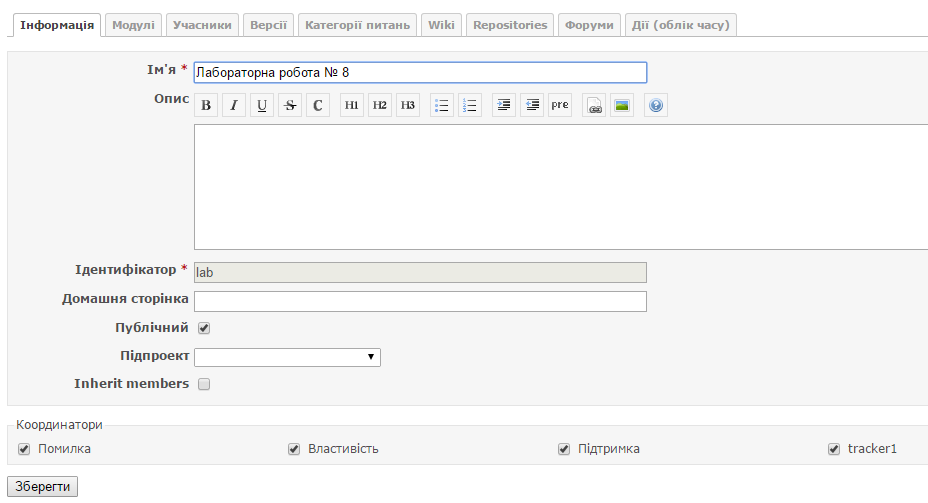 Інформація Модулі Учасники Версії Категорії питань Wiki Repositories Форуми Дії (облік часу)
Ім'я * Лабораторна робота № 8
Опис B I U S C H1 H2 H3 pre
Ідентифікатор * lab
Домашня сторінка
Публічний
Підпроект
Inherit members
Координатори
Помилка Властивість Підтримка tracker1
Зберегти